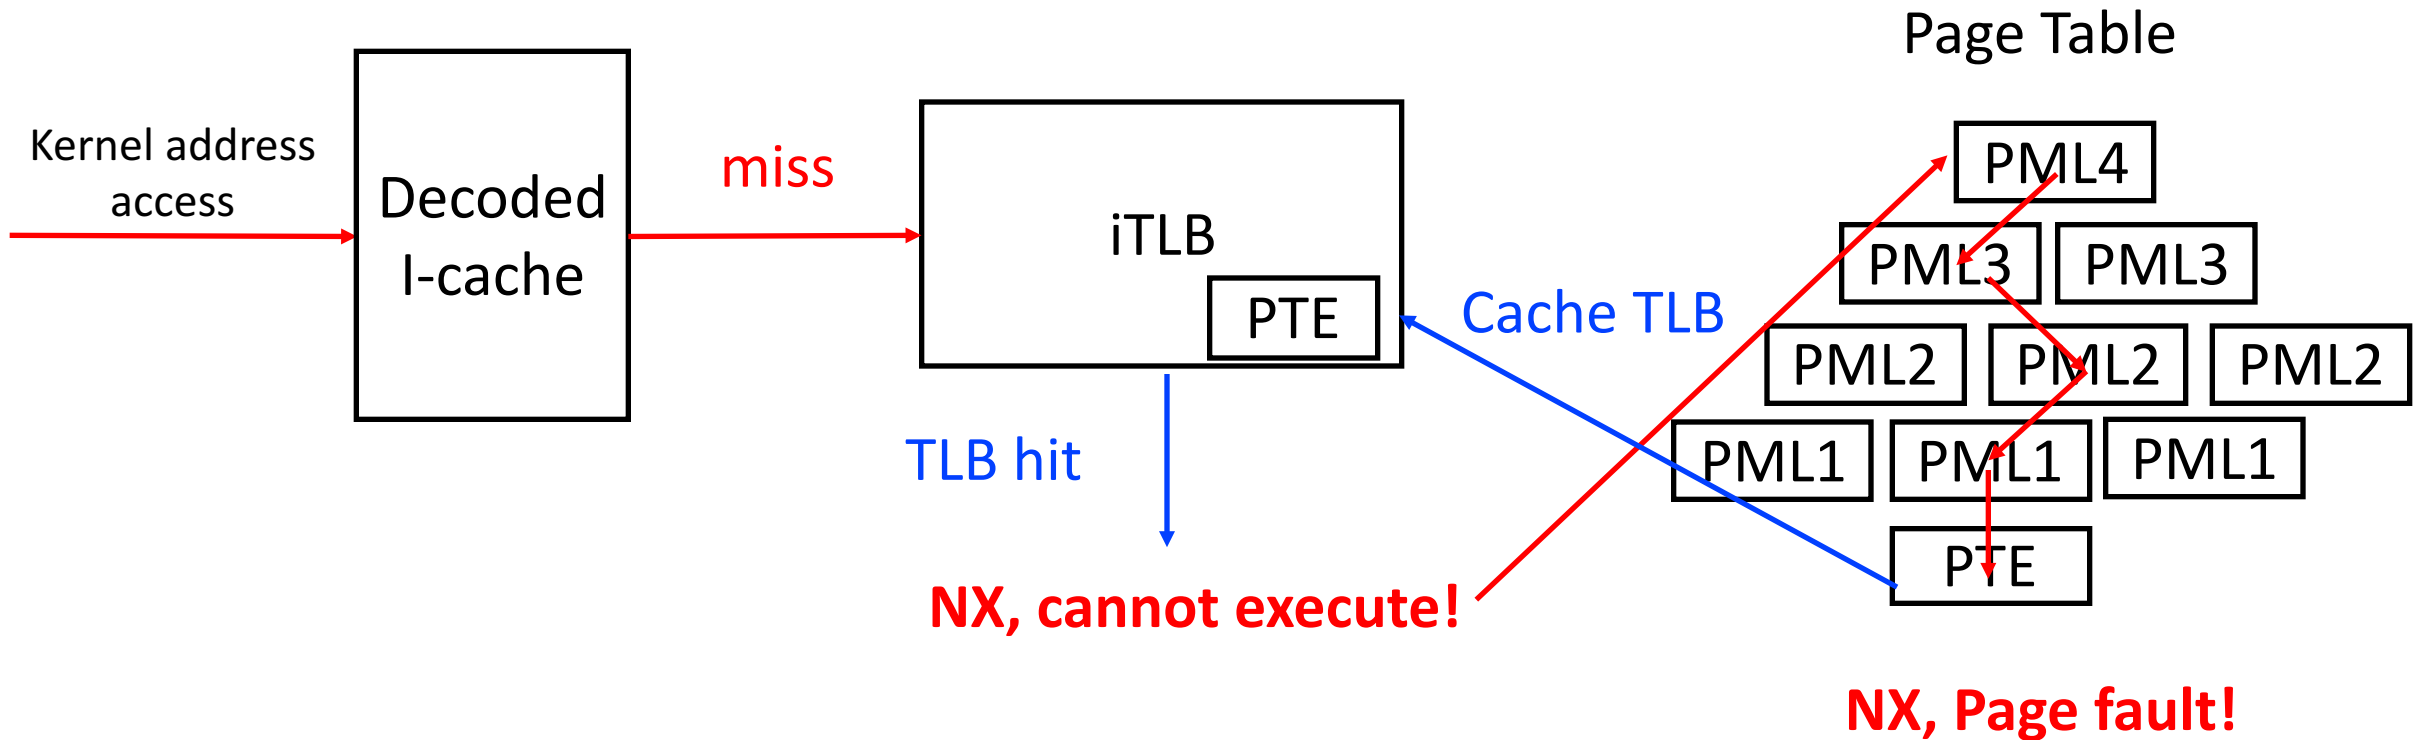 Page Table
Kernel address
access
Decoded
I-cache
miss
iTLB
PTE
TLB hit
NX, cannot execute!
Cache TLB
PML4
PML3 PML3
PML2 PML2 PML2
PML1 PML1 PML1
PTE
NX, Page fault!